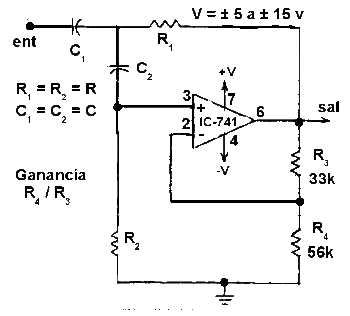 V = ± 5 a ± 15 v
ent
C1
R1
C2
R1 = R2 = R
C1 = C2 = C
+V
3
+
7
6
sal
2
-
IC-741
4
-V
Ganancia
R4 / R3
R3
33k
R2
R4
56k